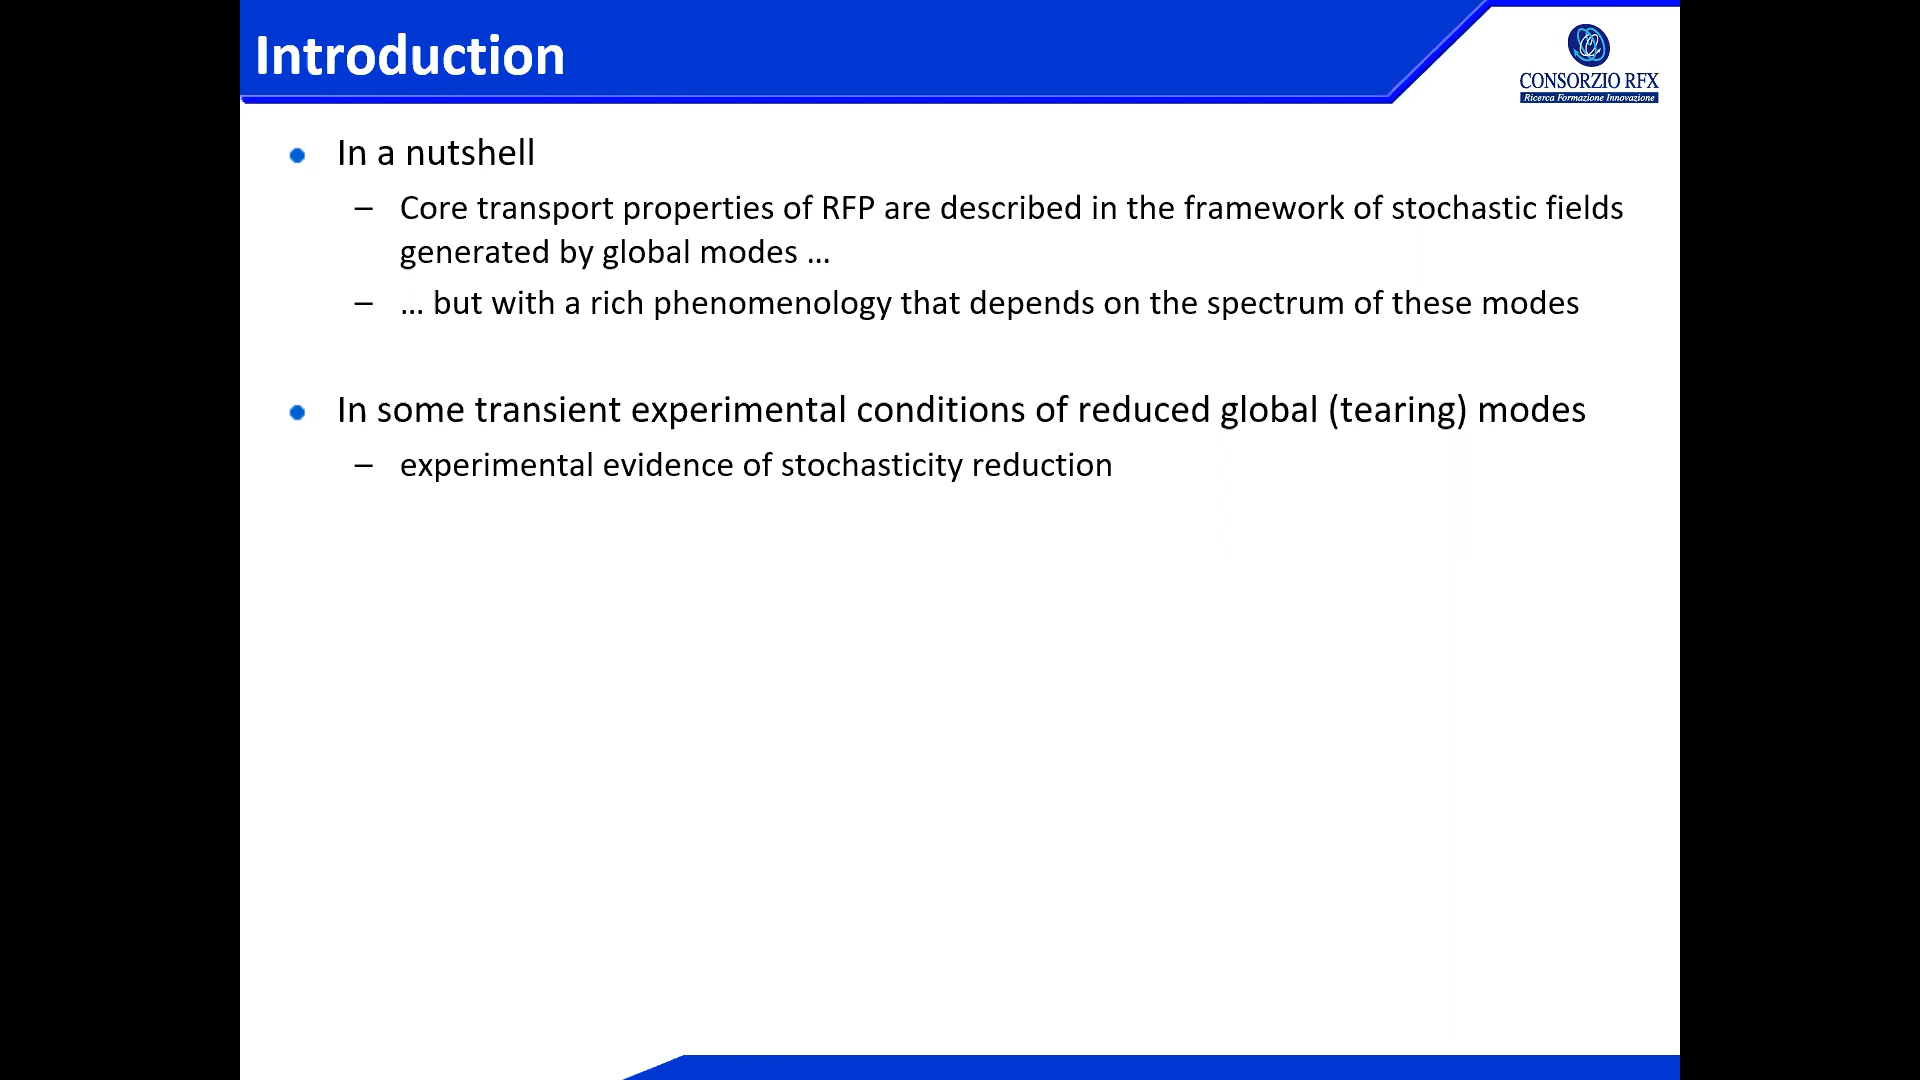 Introduction
CONSORZIO RFX
Ricerca Formazione Innovazione
• In a nutshell
– Core transport properties of RFP are described in the framework of stochastic fields
generated by global modes …
– … but with a rich phenomenology that depends on the spectrum of these modes
• In some transient experimental conditions of reduced global (tearing) modes
– experimental evidence of stochasticity reduction